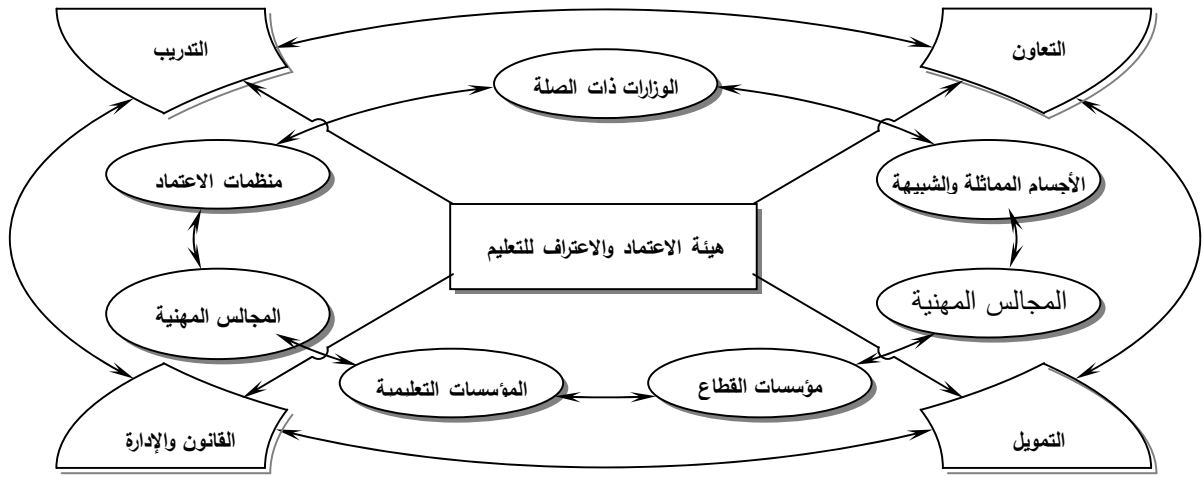 التعاون
التدريب
الوزارات ذات الصلة
الأجسام المماثلة والشبيهة
منظمات الاعتماد
هيئة الاعتماد والاعتراف للتعليم
المجالس المهنية
المجالس المهنية
مؤسسات القطاع
المؤسسات التعليمية
التمويل
القانون والإدارة